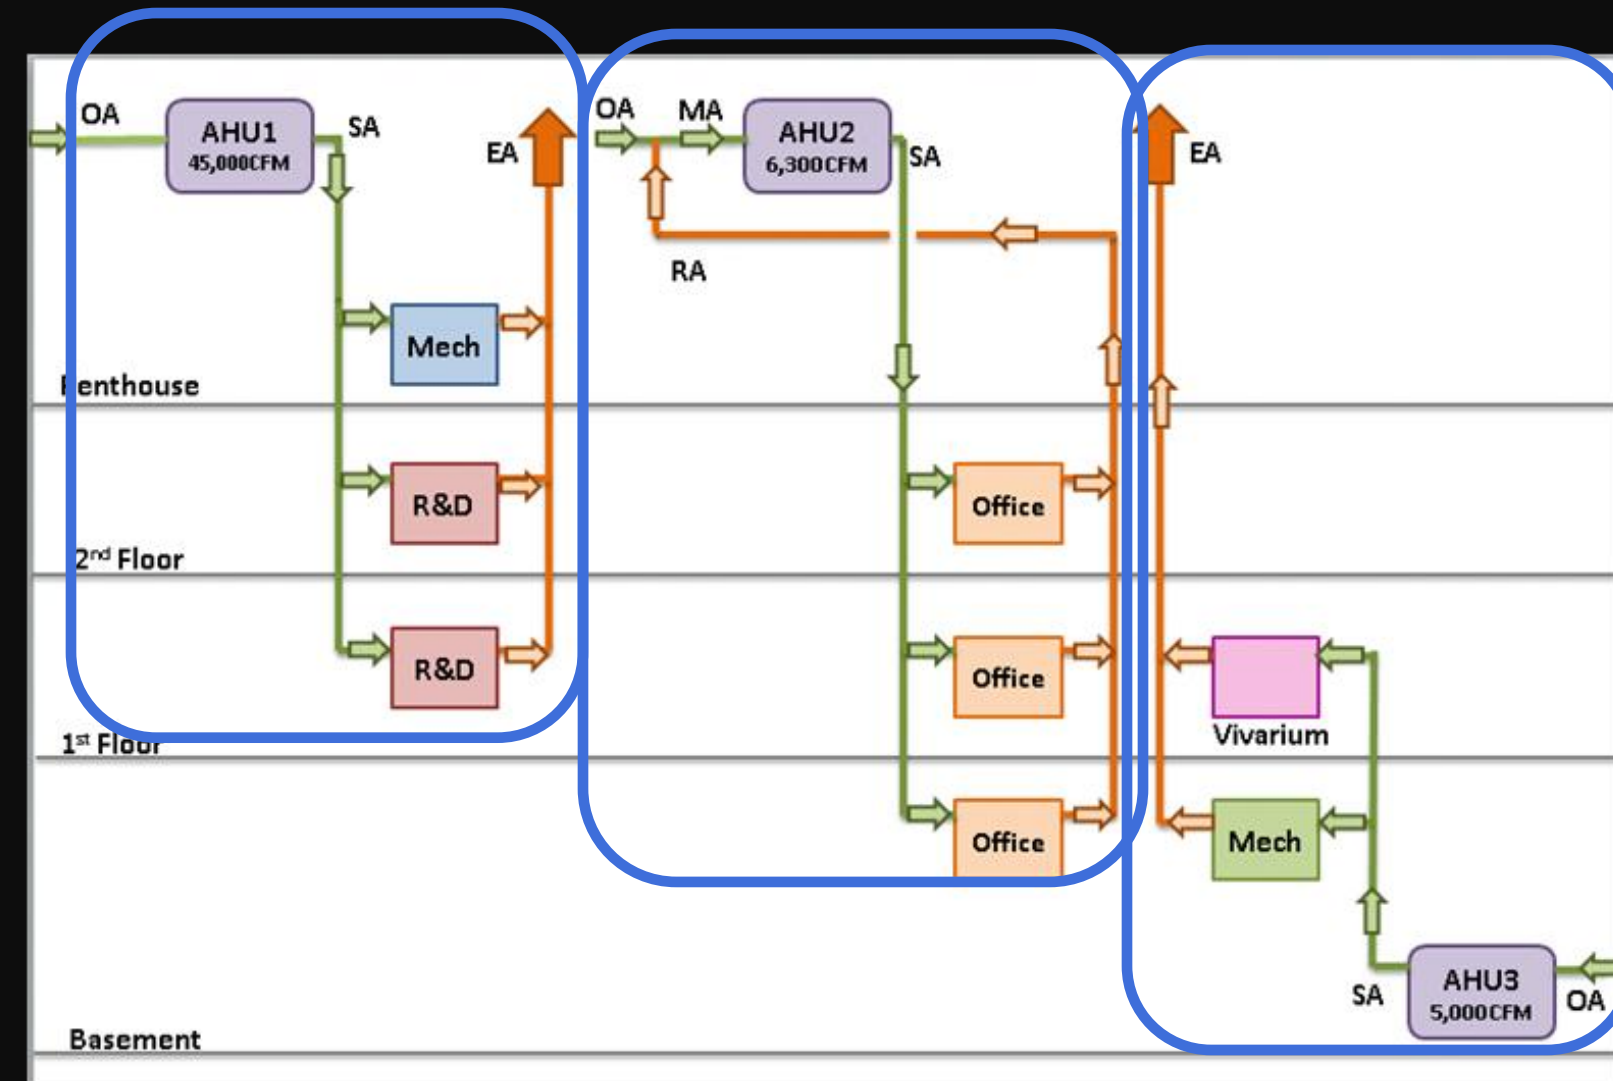 OA
AHU1
45,000CFM
SA
EA
Mech
Penthouse
R&D
2nd Floor
R&D
1st Floor
OA
MA
AHU2
6,300CFM
SA
RA
Office
Office
Office
EA
Vivarium
Mech
SA
AHU3
5,000CFM
OA
Basement